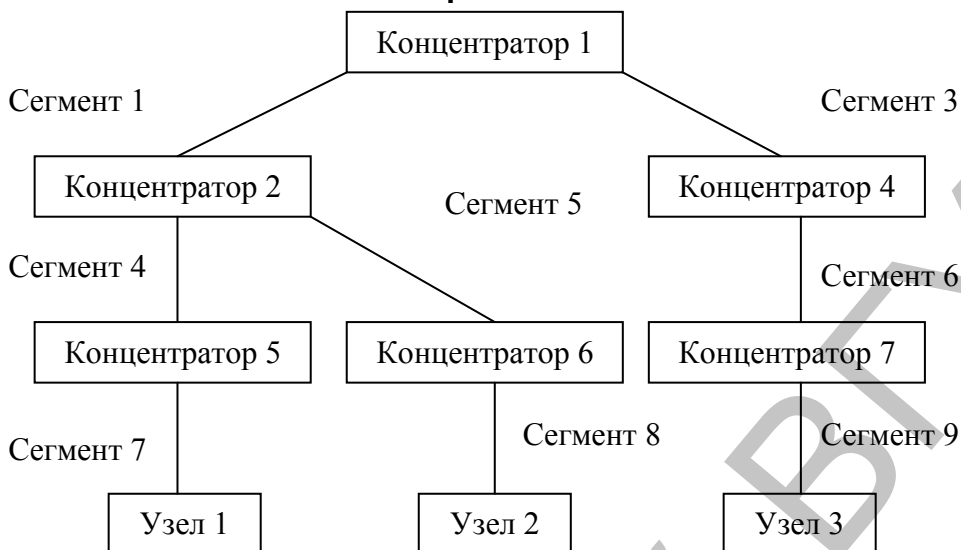 Концентратор 1
Сегмент 1
Сегмент 3
Концентратор 2
Сегмент 5
Концентратор 4
Сегмент 4
Сегмент 6
Концентратор 5
Концентратор 6
Концентратор 7
Сегмент 7
Сегмент 8
Сегмент 9
Узел 1
Узел 2
Узел 3